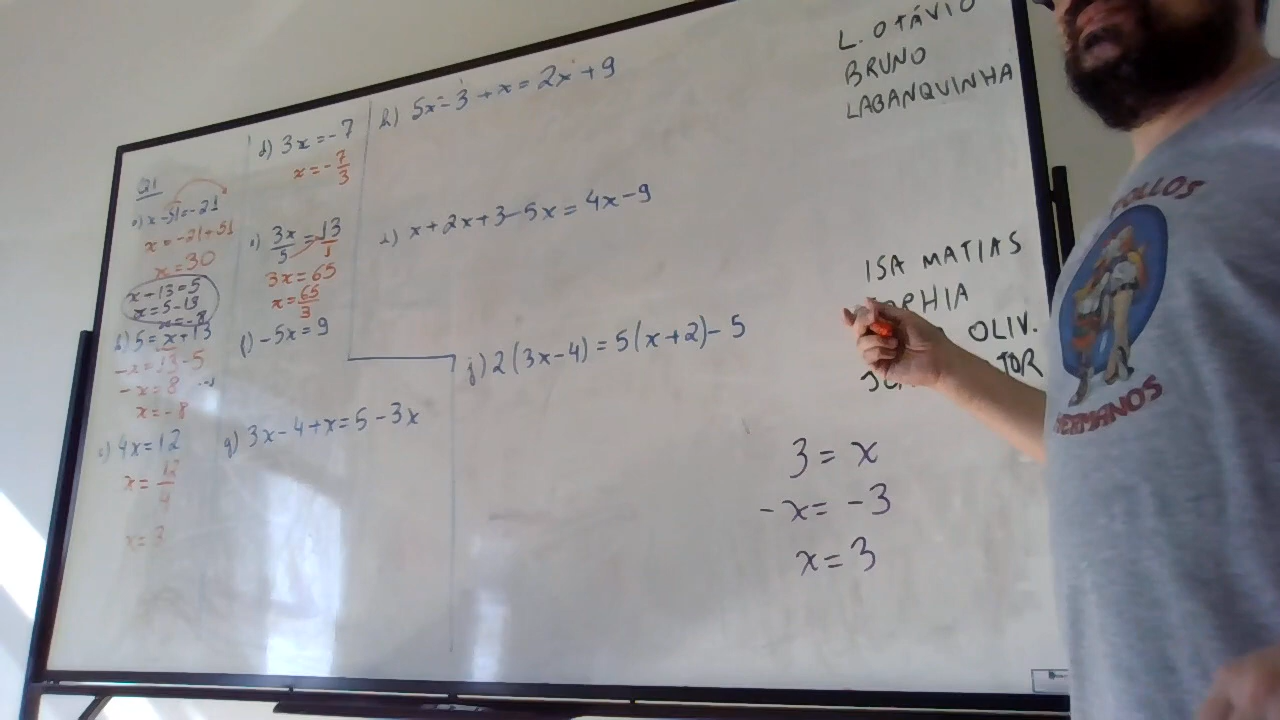 Q1
a) x-51=-21
x=-21+51
x=30
x+13=5
x=5-13
x=-8
b) 5=x+13
-x=13-5
-x=8
x=-8
c) 4x=12
x=12/4
x=3
d) 3x=-7
x=-7/3
e) 3x/5=13/1
3x=65
x=65/3
f) -5x=9
g) 3x-4+x=5-3x
h) 5x-3+x=2x+9
i) x+2x+3-5x=4x-9
j) 2(3x-4)=5(x+2)-5
L. OTÁVIO
BRUNO
LABANQUINHA
ISA MATIAS
OLIV.
3=x
-x=-3
x=3
HERMANOS